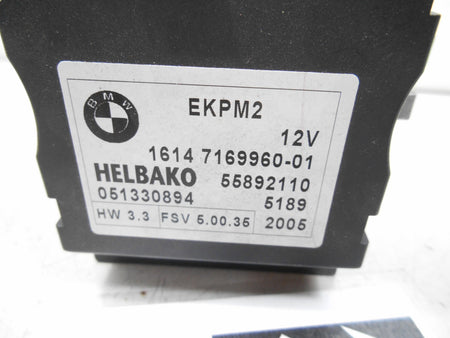 BMW
EKPM2
12V
1614 7169960-01
HELBAKO 55892110
051330894 5189
HW 3.3 FSV 5.00.35 2005